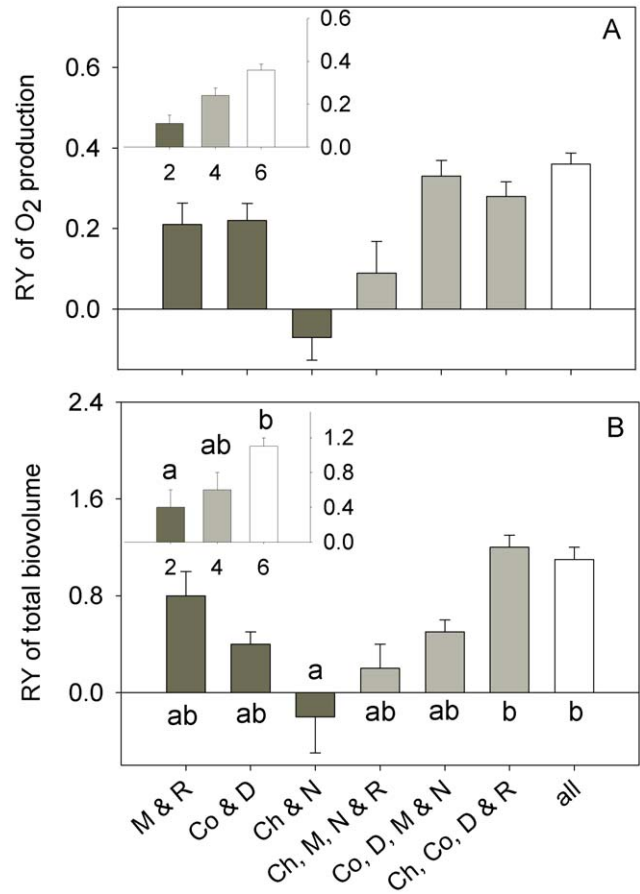 A
0.6
0.4
0.2
0.0
2 4 6
0.6
0.4
0.2
0.0
RY of O2 production
B
2.4
1.6
0.8
0.0
a ab b
1.2
0.8
0.4
0.0
2 4 6
RY of total biovolume
a
ab ab ab ab b b
M & R
Co & D
Ch & N
Ch, M, N & R
Co, D, M & N
Ch, Co, D & R
all